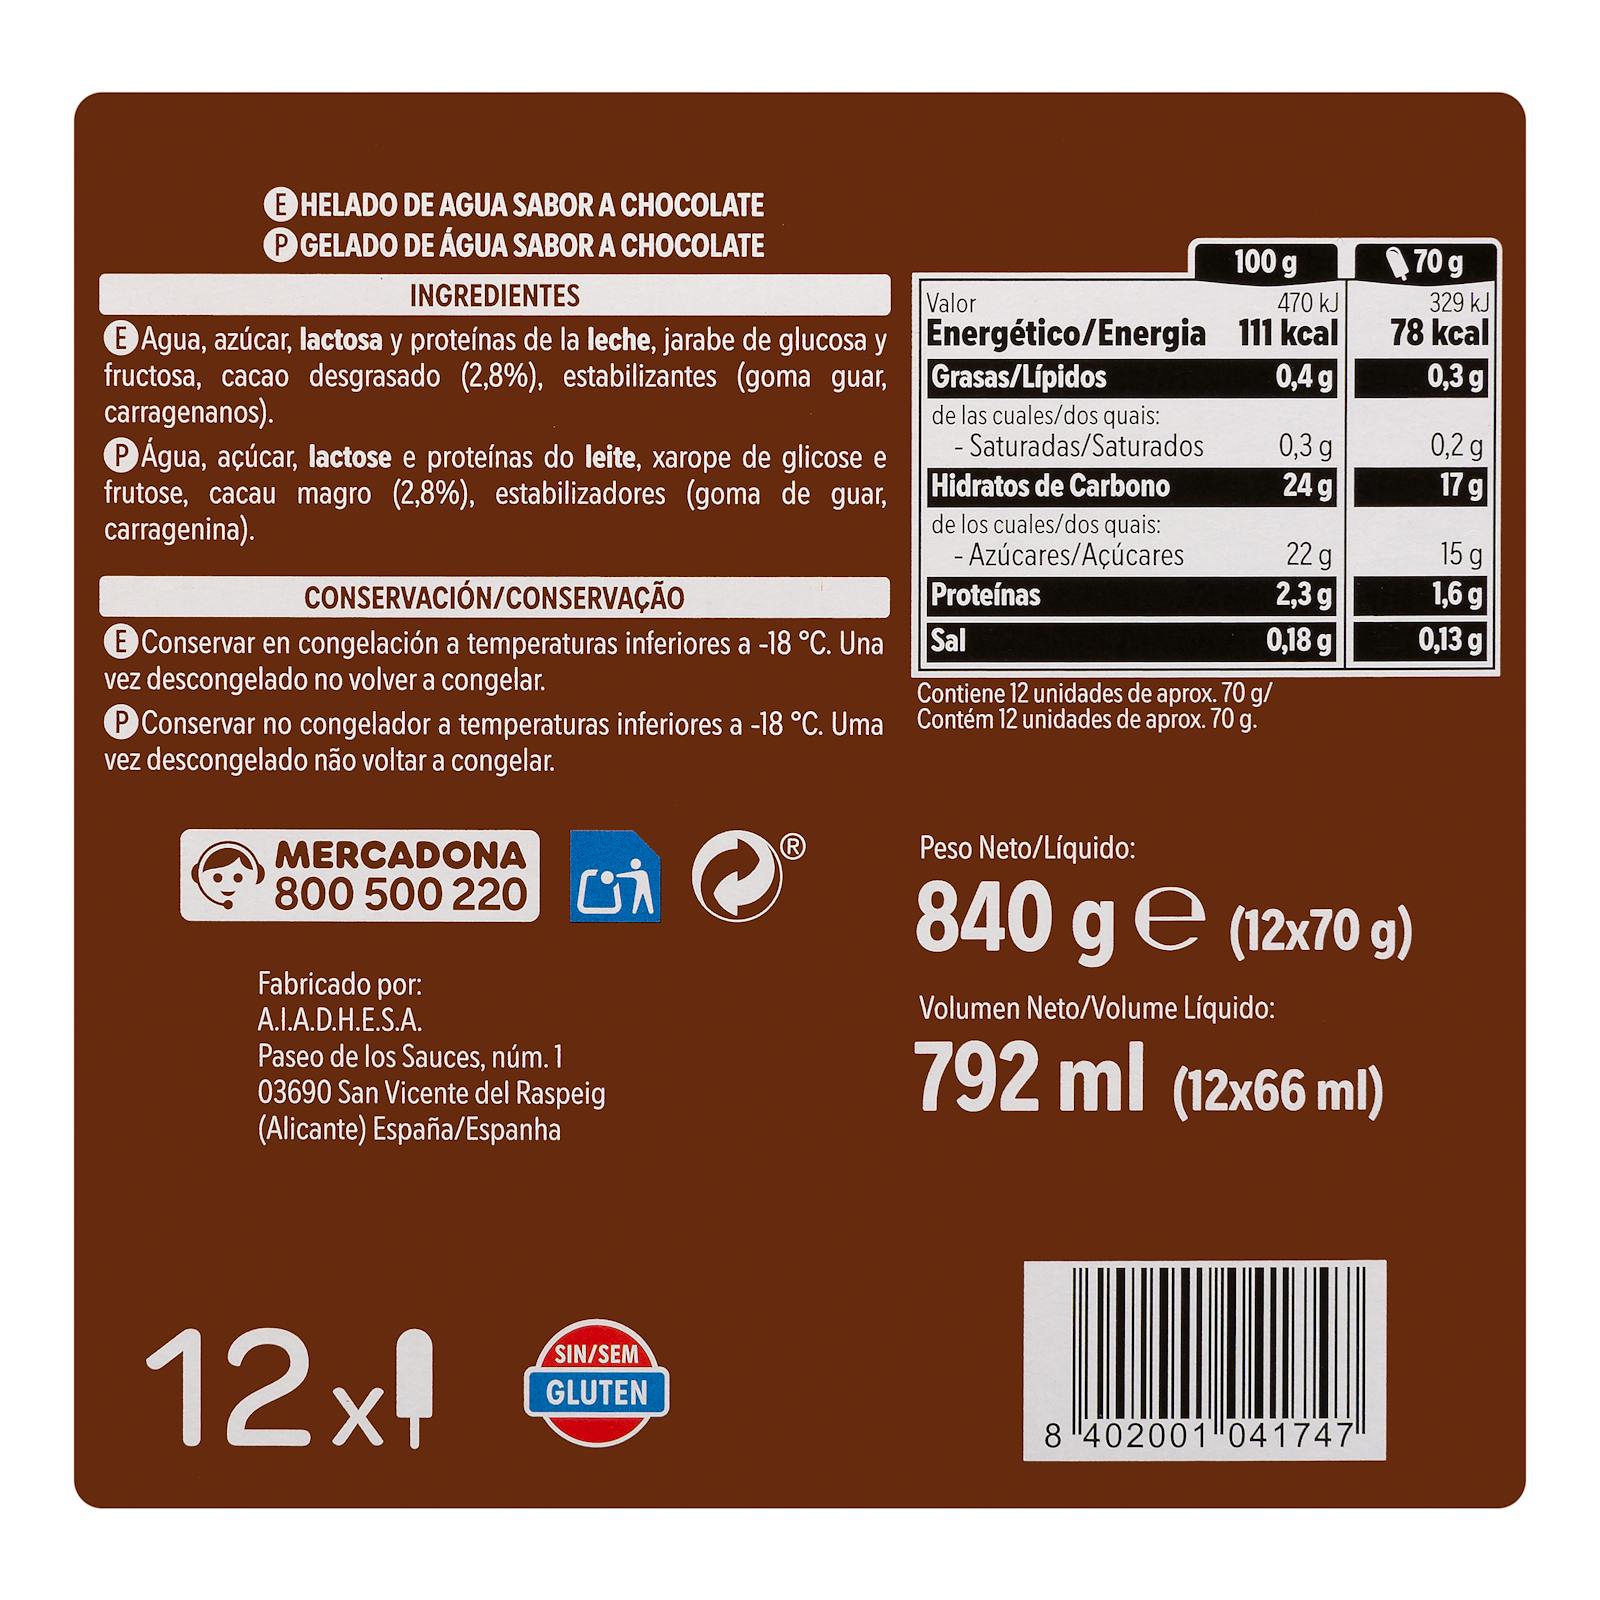 E HELADO DE AGUA SABOR A CHOCOLATE
P GELADO DE ÁGUA SABOR A CHOCOLATE
INGREDIENTES
E Agua, azúcar, lactosa y proteínas de la leche, jarabe de glucosa y
fructosa, cacao desgrasado (2,8%), estabilizantes (goma guar,
carragenanos).
P Água, açúcar, lactose e proteínas do leite, xarope de glicose e
frutose, cacau magro (2,8%), estabilizadores (goma de guar,
carragenina).
CONSERVACIÓN/CONSERVAÇÃO
E Conservar en congelación a temperaturas inferiores a -18 °C. Una
vez descongelado no volver a congelar.
P Conservar no congelador a temperaturas inferiores a -18 °C. Uma
vez descongelado não voltar a congelar.
MERCADONA
800 500 220
®
Fabricado por:
A.I.A.D.H.E.S.A.
Paseo de los Sauces, núm. 1
03690 San Vicente del Raspeig
(Alicante) España/Espanha
12x
SIN/SEM
GLUTEN
100 g 70 g
Valor 470 kJ 329 kJ
Energético/Energia 111 kcal 78 kcal
Grasas/Lípidos 0,4 g 0,3 g
de las cuales/dos quais:
- Saturadas/Saturados 0,3 g 0,2 g
Hidratos de Carbono 24 g 17 g
de los cuales/dos quais:
- Azúcares/Açúcares 22 g 15 g
Proteínas 2,3 g 1,6 g
Sal 0,18 g 0,13 g
Contiene 12 unidades de aprox. 70 g/
Contém 12 unidades de aprox. 70 g.
Peso Neto/Líquido:
840 g ℮ (12x70 g)
Volumen Neto/Volume Líquido:
792 ml (12x66 ml)
8 402001 041747